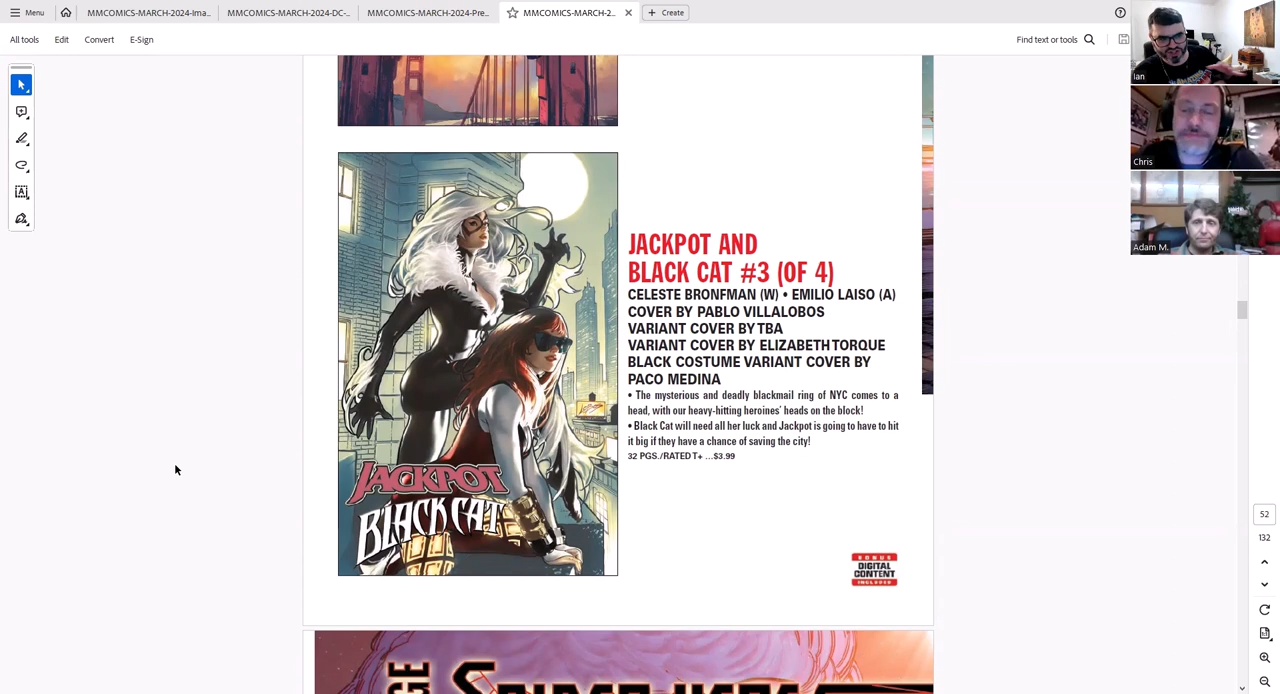 Menu
MMCOMICS-MARCH-2024-Ima...
MMCOMICS-MARCH-2024-DC-...
MMCOMICS-MARCH-2024-Pre...
MMCOMICS-MARCH-2...
Create
All tools
Edit
Convert
E-Sign
Find text or tools
Ian
Chris
Adam M.
JACKPOT AND
BLACK CAT #3 (OF 4)
CELESTE BRONFMAN (W) • EMILIO LAISO (A)
COVER BY PABLO VILLALOBOS
VARIANT COVER BY TBA
VARIANT COVER BY ELIZABETH TORQUE
BLACK COSTUME VARIANT COVER BY
PACO MEDINA
• The mysterious and deadly blackmail ring of NYC comes to a
head, with our heavy-hitting heroines' heads on the block!
• Black Cat will need all her luck and Jackpot is going to have to hit
it big if they have a chance of saving the city!
32 PGS./RATED T+ ...$3.99
JACKPOT
BLACK CAT
BONUS
DIGITAL
CONTENT
INCLUDED
52
132